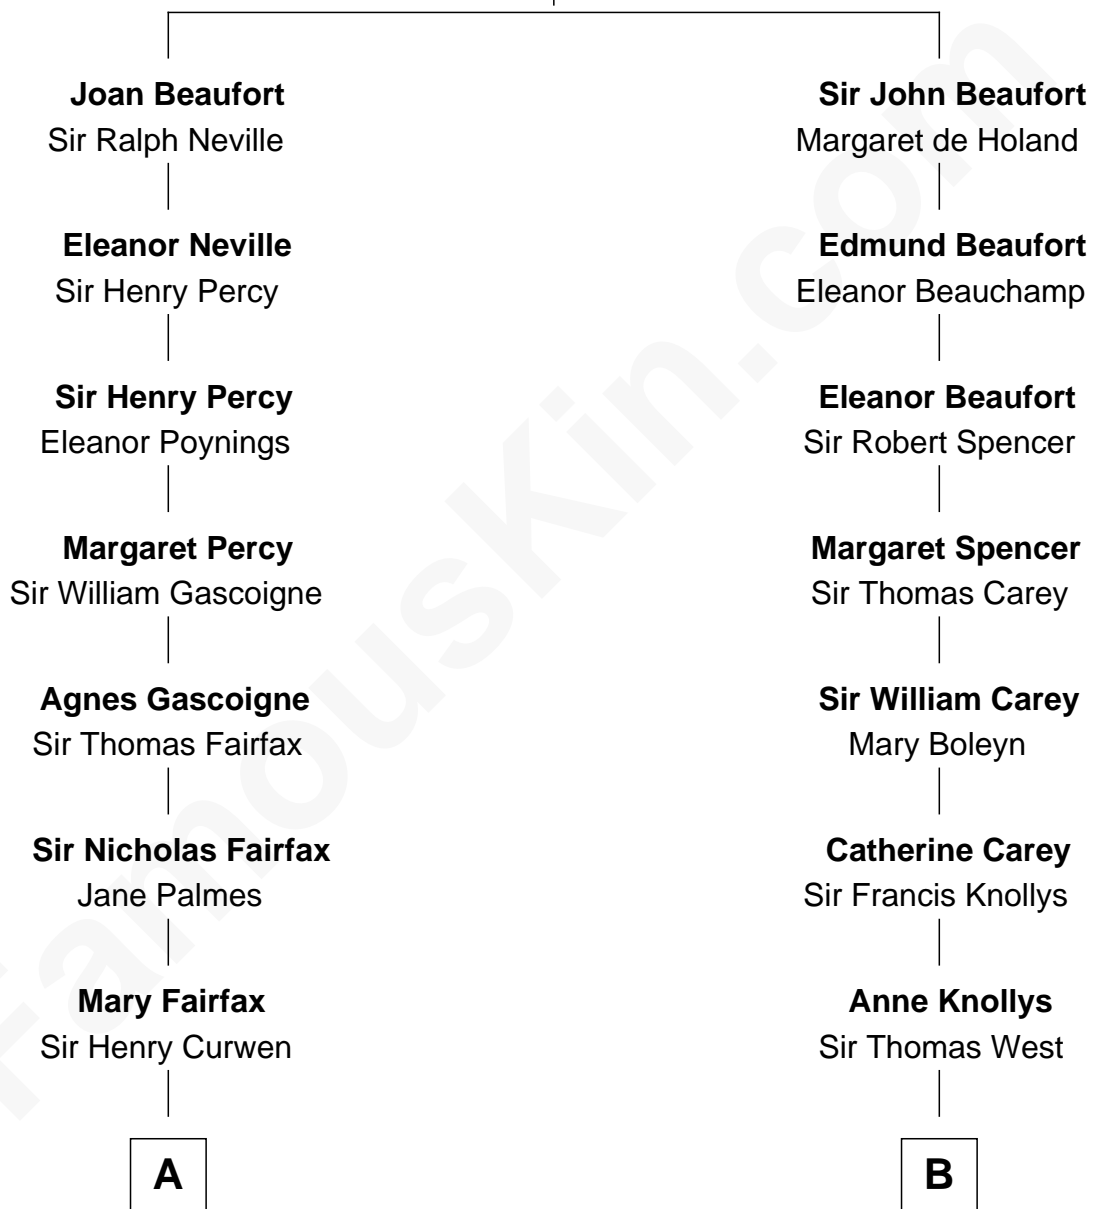 Joan Beaufort
Sir Ralph Neville
Eleanor Neville
Sir Henry Percy
Sir Henry Percy
Eleanor Poynings
Margaret Percy
Sir William Gascoigne
Agnes Gascoigne
Sir Thomas Fairfax
Sir Nicholas Fairfax
Jane Palmes
Mary Fairfax
Sir Henry Curwen
A
Sir John Beaufort
Margaret de Holand
Edmund Beaufort
Eleanor Beauchamp
Eleanor Beaufort
Sir Robert Spencer
Margaret Spencer
Sir Thomas Carey
Sir William Carey
Mary Boleyn
Catherine Carey
Sir Francis Knollys
Anne Knollys
Sir Thomas West
B
FamousKin.com